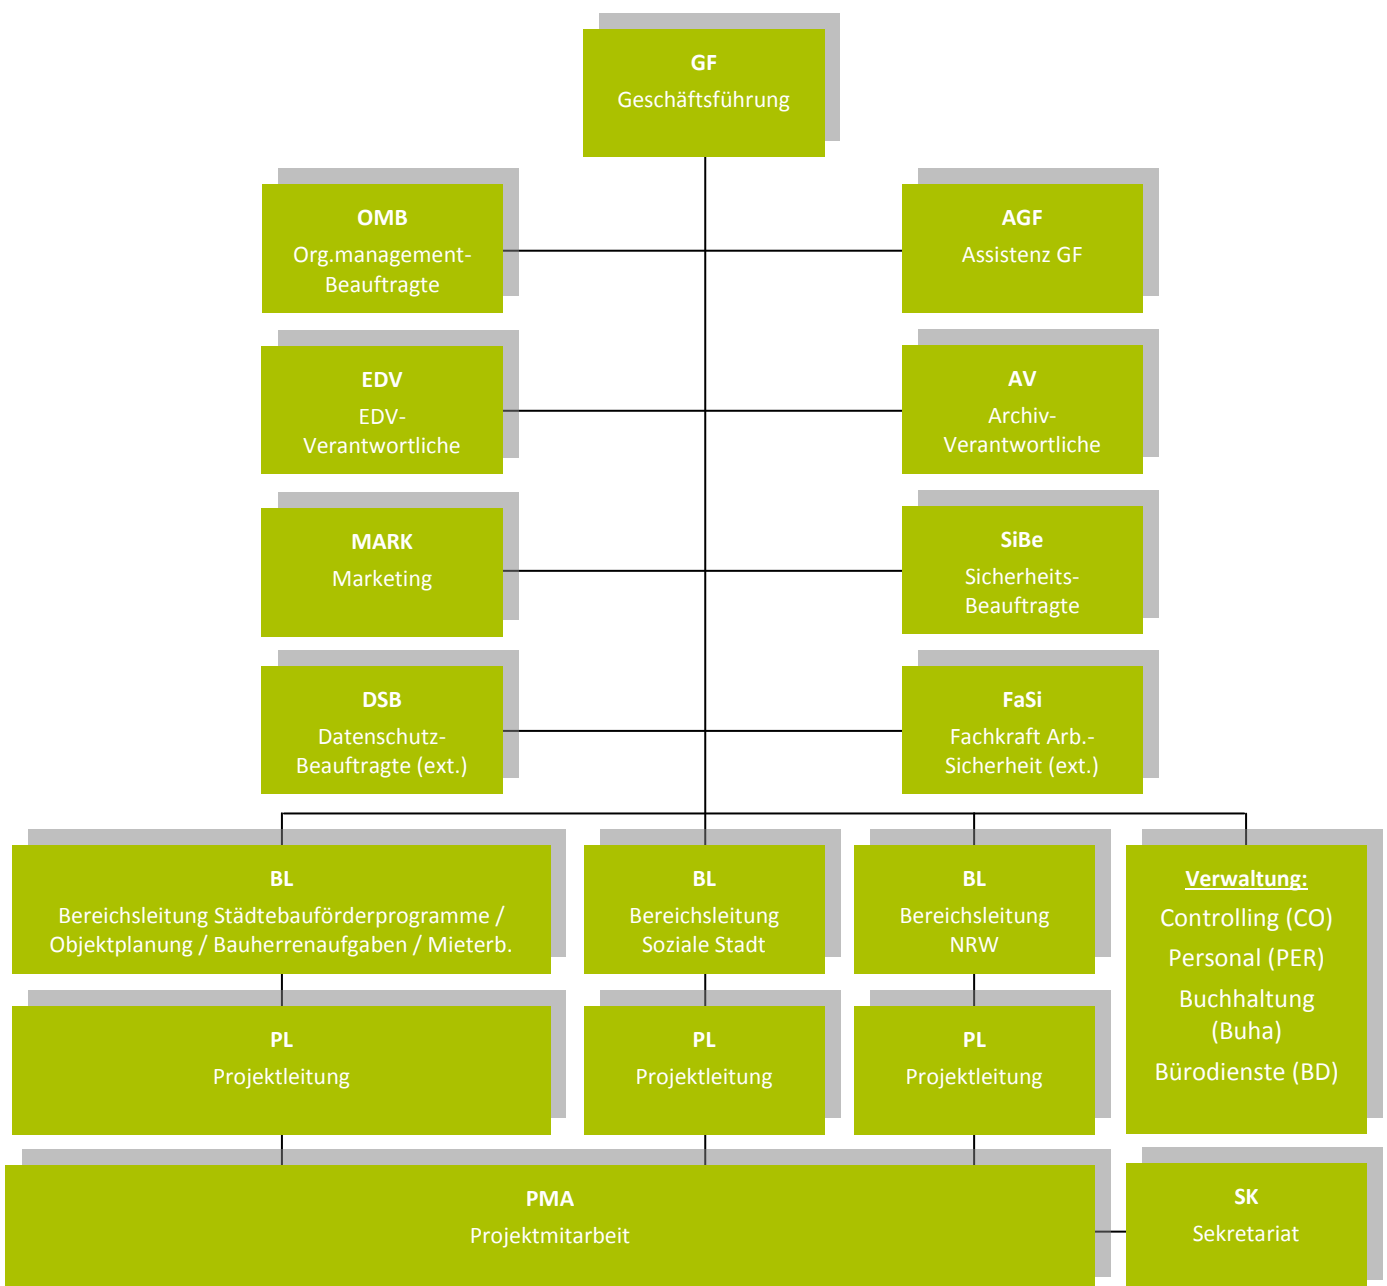 GF
Geschäftsführung
OMB
Org.management-
Beauftragte
AGF
Assistenz GF
EDV
EDV-
Verantwortliche
AV
Archiv-
Verantwortliche
MARK
Marketing
SiBe
Sicherheits-
Beauftragte
DSB
Datenschutz-
Beauftragte (ext.)
FaSi
Fachkraft Arb.-
Sicherheit (ext.)
BL
Bereichsleitung Städtebauförderprogramme /
Objektplanung / Bauherrenaufgaben / Mieterb.
BL
Bereichsleitung
Soziale Stadt
BL
Bereichsleitung
NRW
Verwaltung:
Controlling (CO)
Personal (PER)
Buchhaltung
(Buha)
Bürodienste (BD)
PL
Projektleitung
PL
Projektleitung
PL
Projektleitung
PMA
Projektmitarbeit
SK
Sekretariat